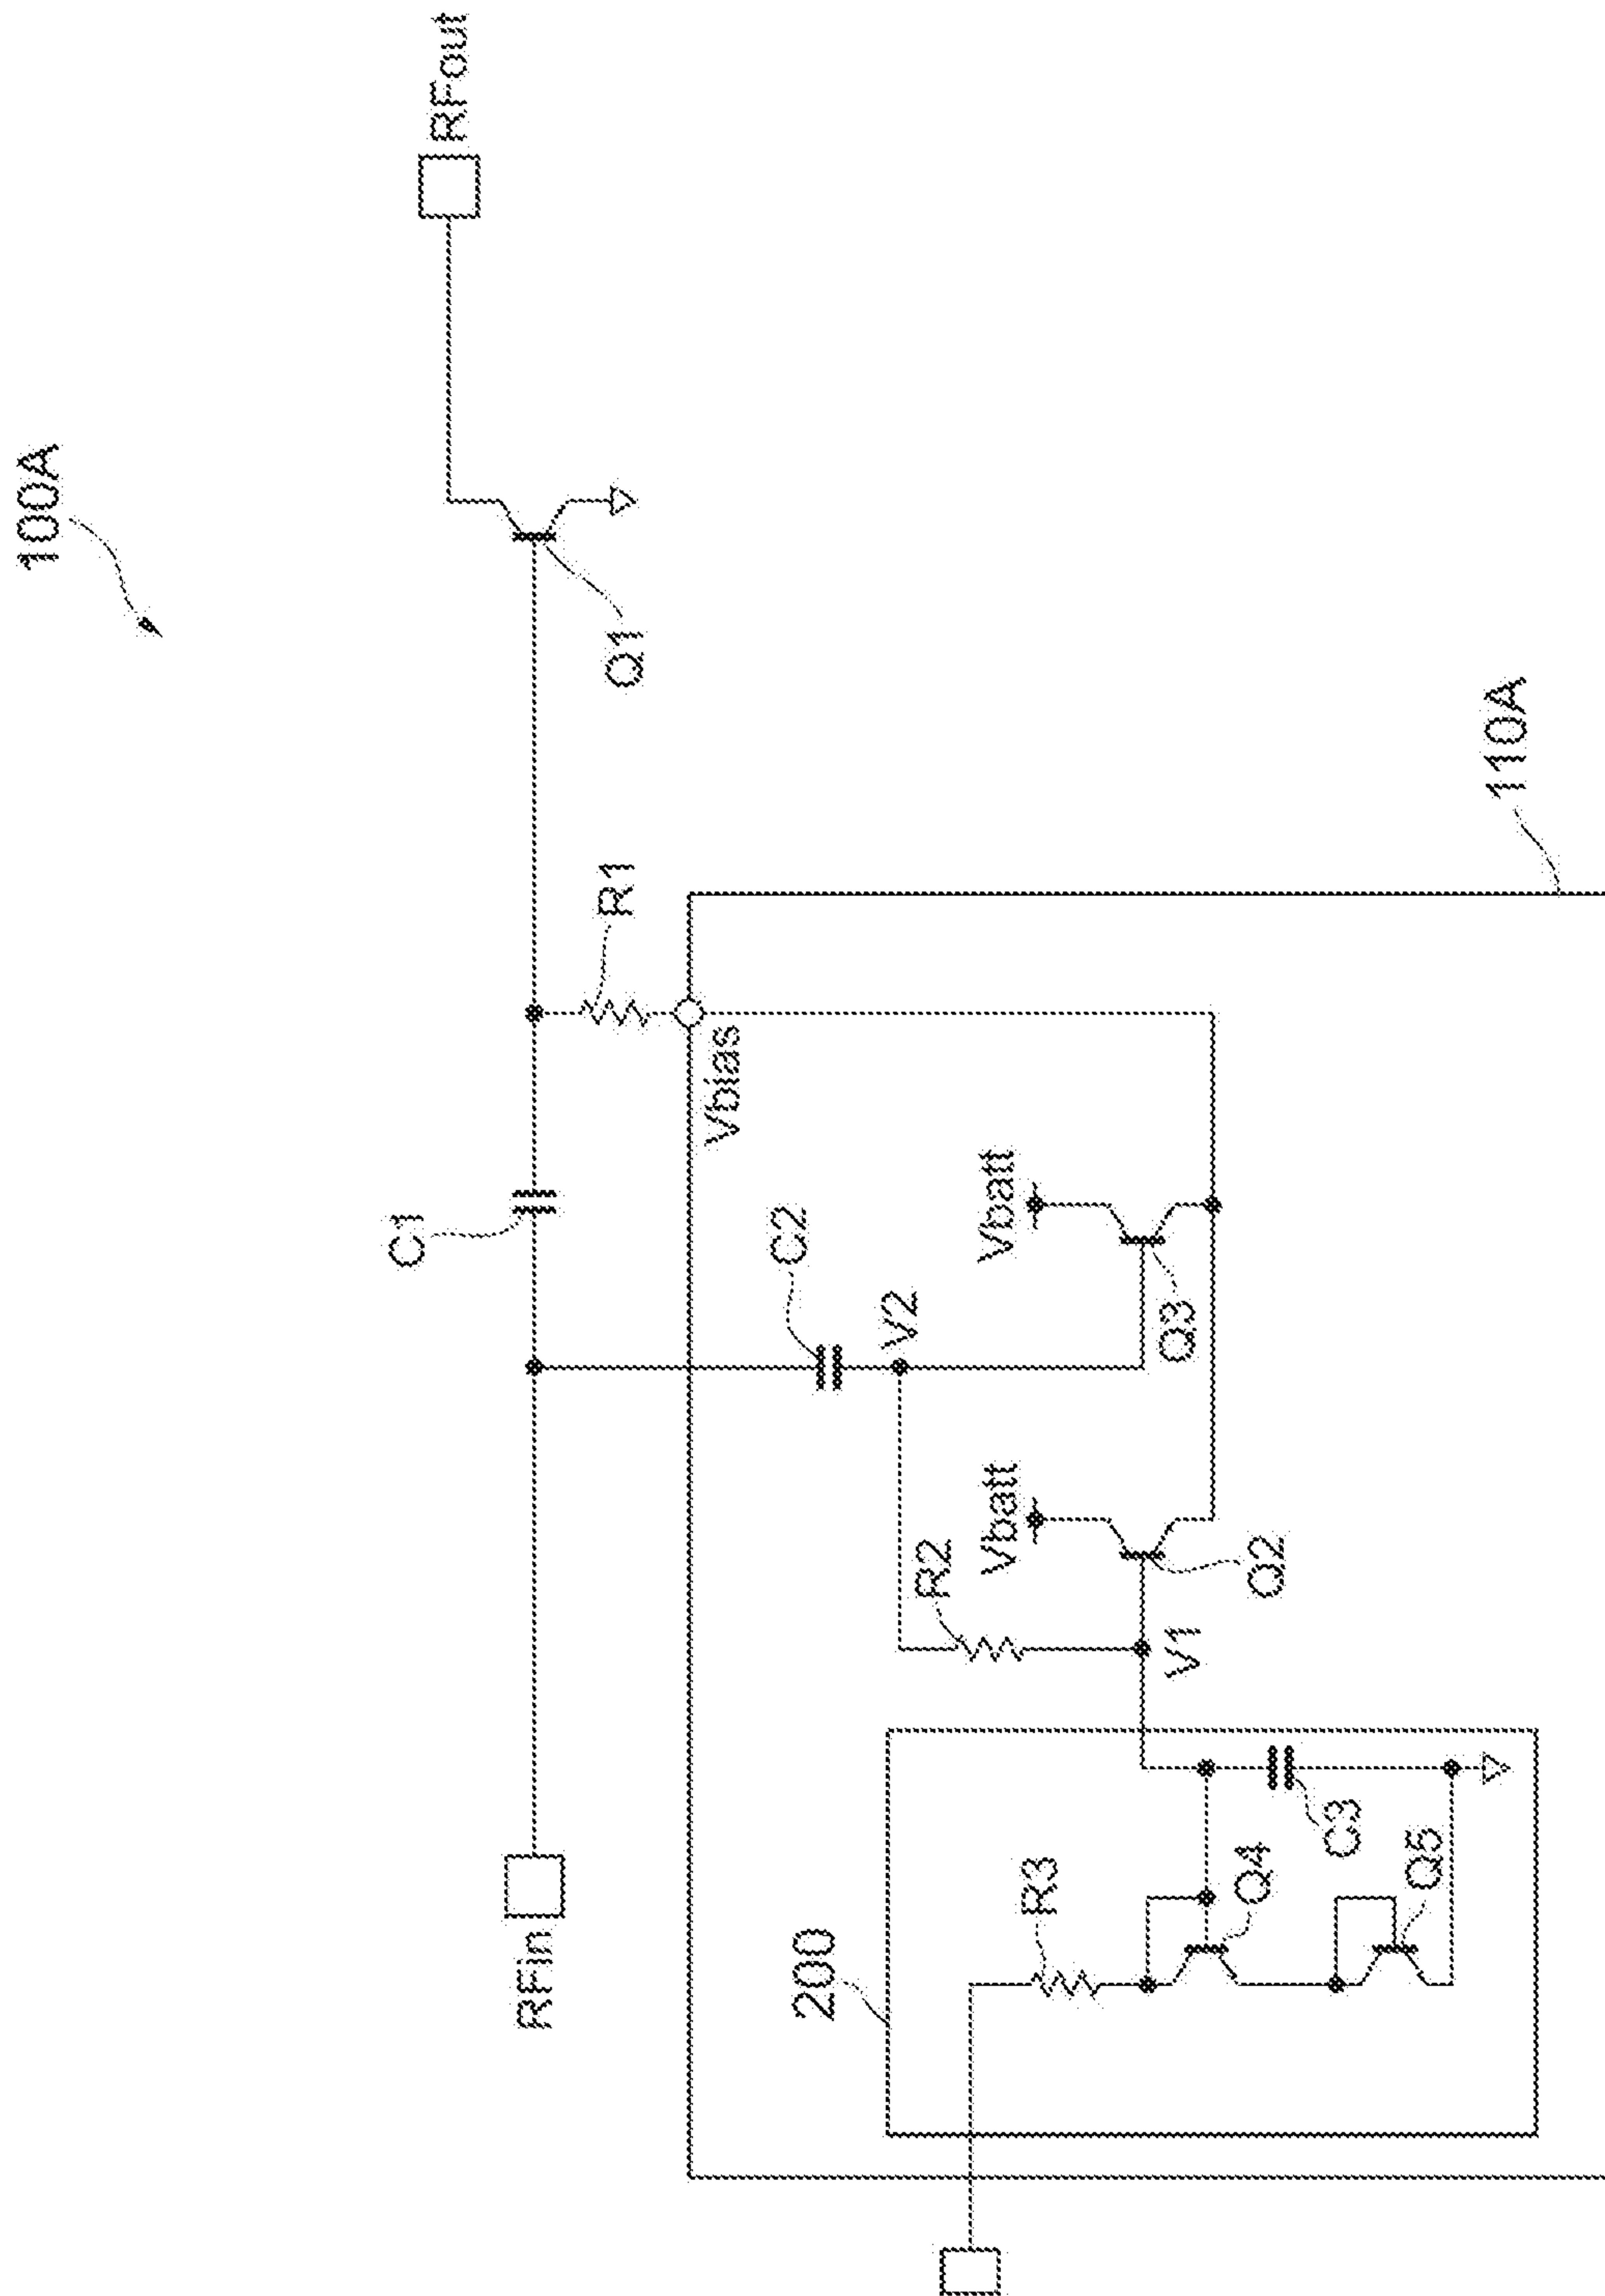 100A
RFout
Q1
C1
R1
RFin
Vbias
C2
V2
Vbatt
Vbatt
R2
Q3
Q2
V1
200
R3
Q4
C3
Q5
110A